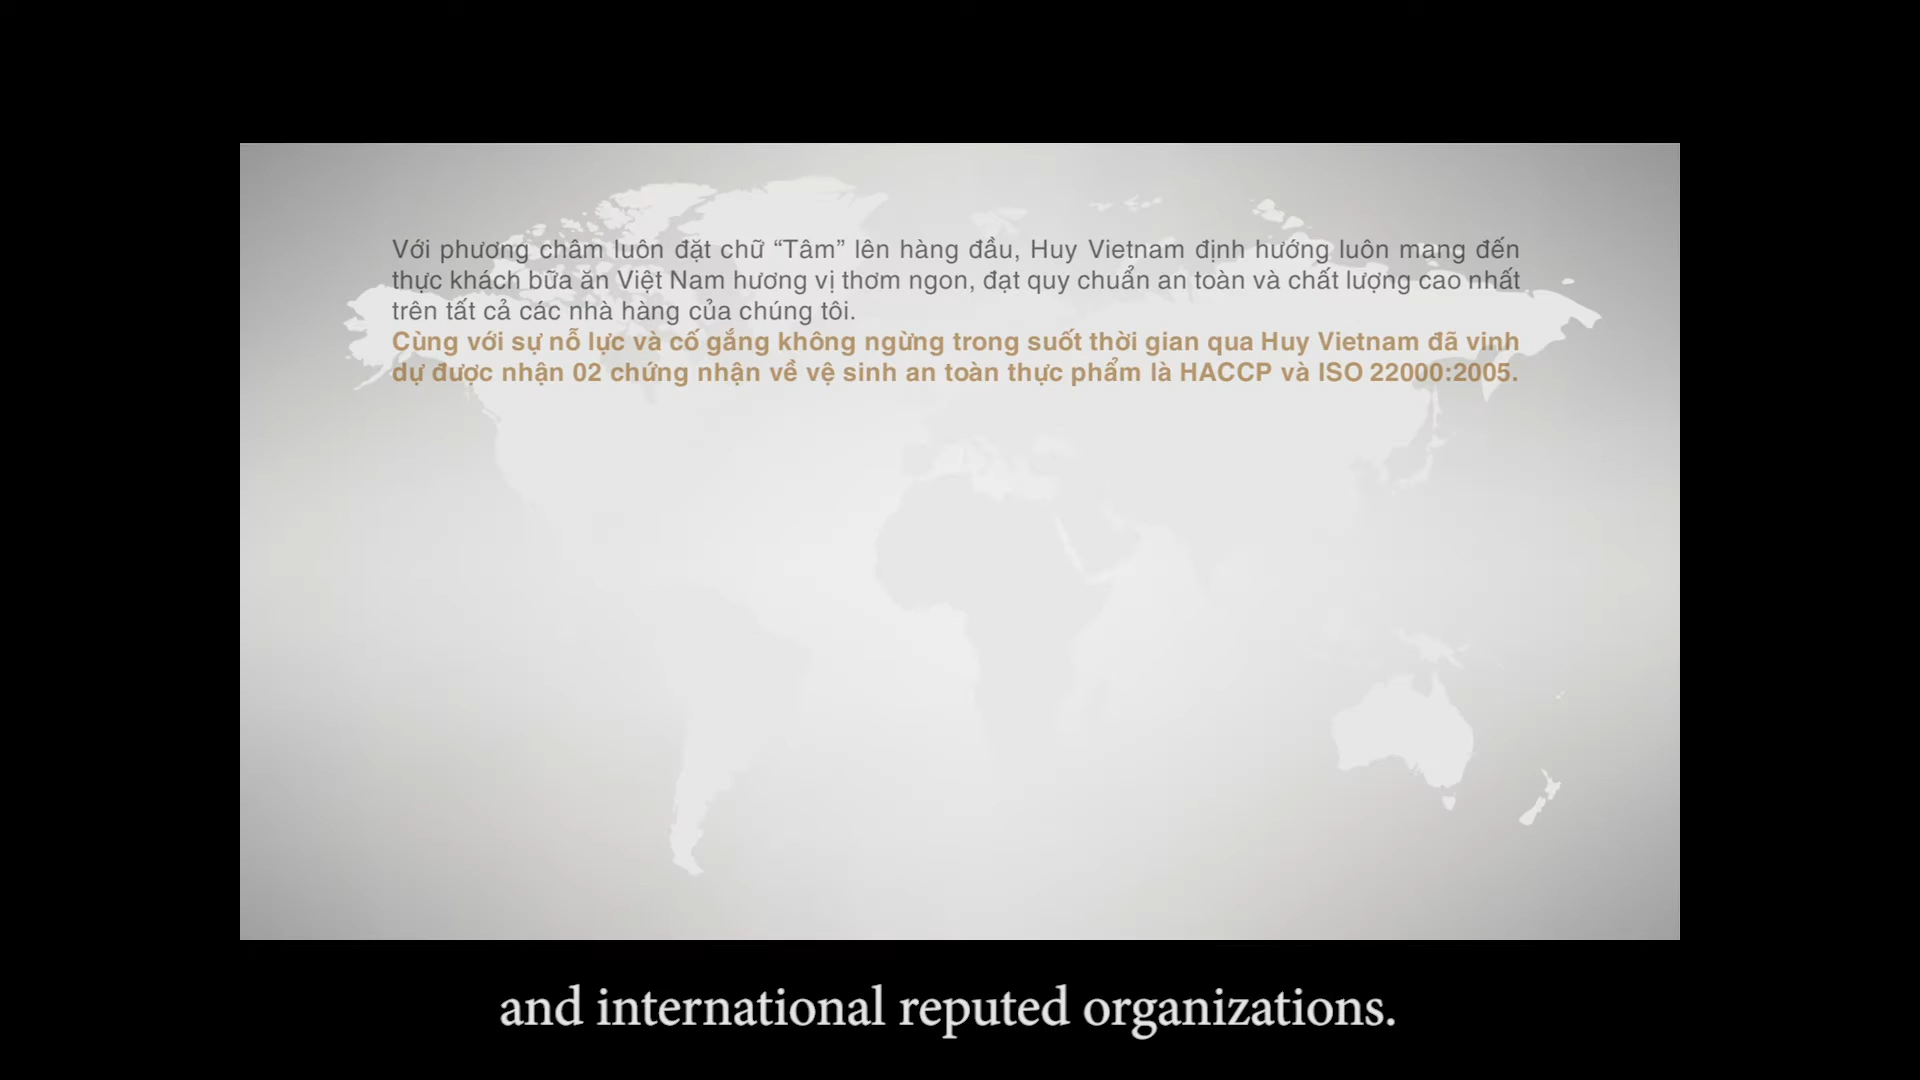 Với phương châm luôn đặt chữ “Tâm” lên hàng đầu, Huy Vietnam định hướng luôn mang đến
thực khách bữa ăn Việt Nam hương vị thơm ngon, đạt quy chuẩn an toàn và chất lượng cao nhất
trên tất cả các nhà hàng của chúng tôi.
Cùng với sự nỗ lực và cố gắng không ngừng trong suốt thời gian qua Huy Vietnam đã vinh
dự được nhận 02 chứng nhận về vệ sinh an toàn thực phẩm là HACCP và ISO 22000:2005.
and international reputed organizations.